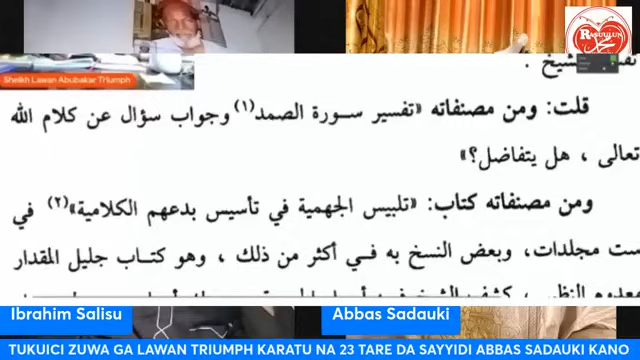 RASUULUN
Sheikh Lawan Abubakar Triumph
قلت: ومن مصنفاته «تفسير سورة الصمد(١) وجواب سؤال عن كلام الله
تعالى ، هل يتفاضل؟»
ومن مصنفاته كتاب: «تلبيس الجهمية في تأسيس بدعهم الكلامية»(٢) في
ست مجلدات، وبعض النسخ به في أكثر من ذلك ، وهو كتاب جليل المقدار
Ibrahim Salisu
Abbas Sadauki
TUKUICI ZUWA GA LAWAN TRIUMPH KARATU NA 23 TARE DA SAYYIDI ABBAS SADAUKI KANO